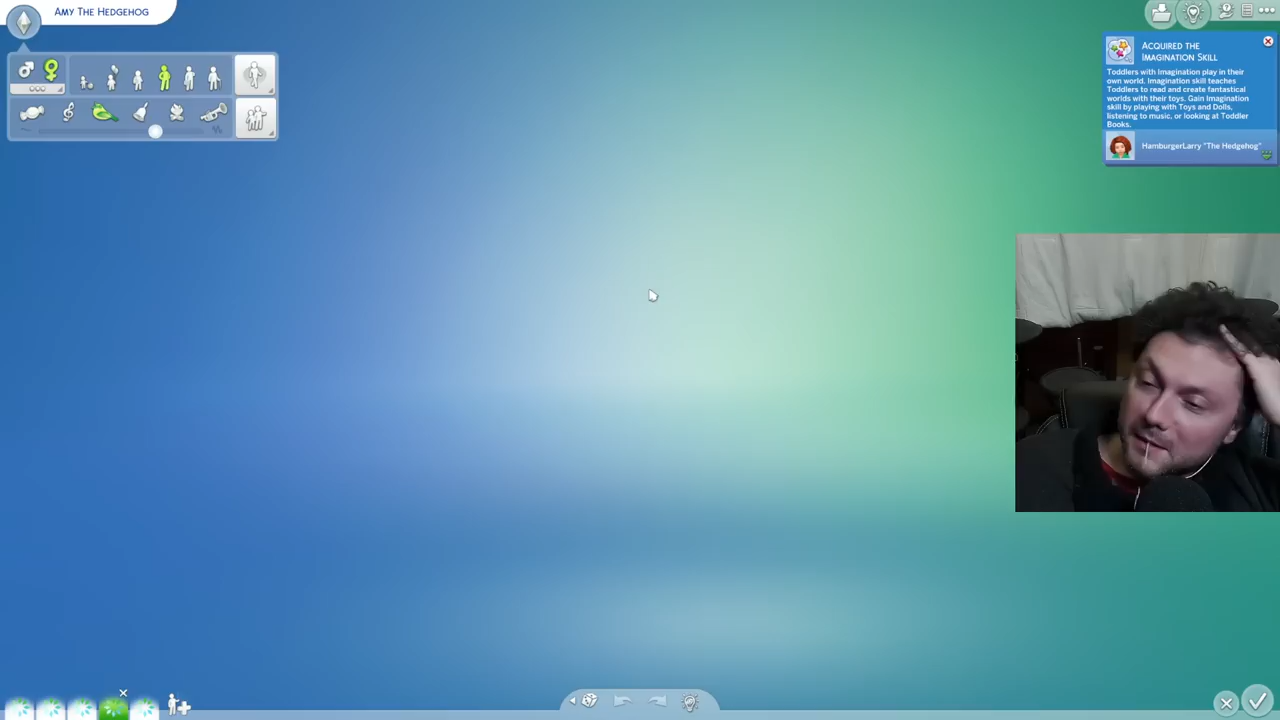 Amy The Hedgehog
Acquired the
Imagination Skill
Toddlers with Imagination play in their
own world. Imagination skill teaches
Toddlers to read and create fantastical
worlds with their toys. Gain Imagination
skill by playing with Toys and Dolls,
listening to music, or looking at Toddler
Books.
HamburgerLarry "The Hedgehog"